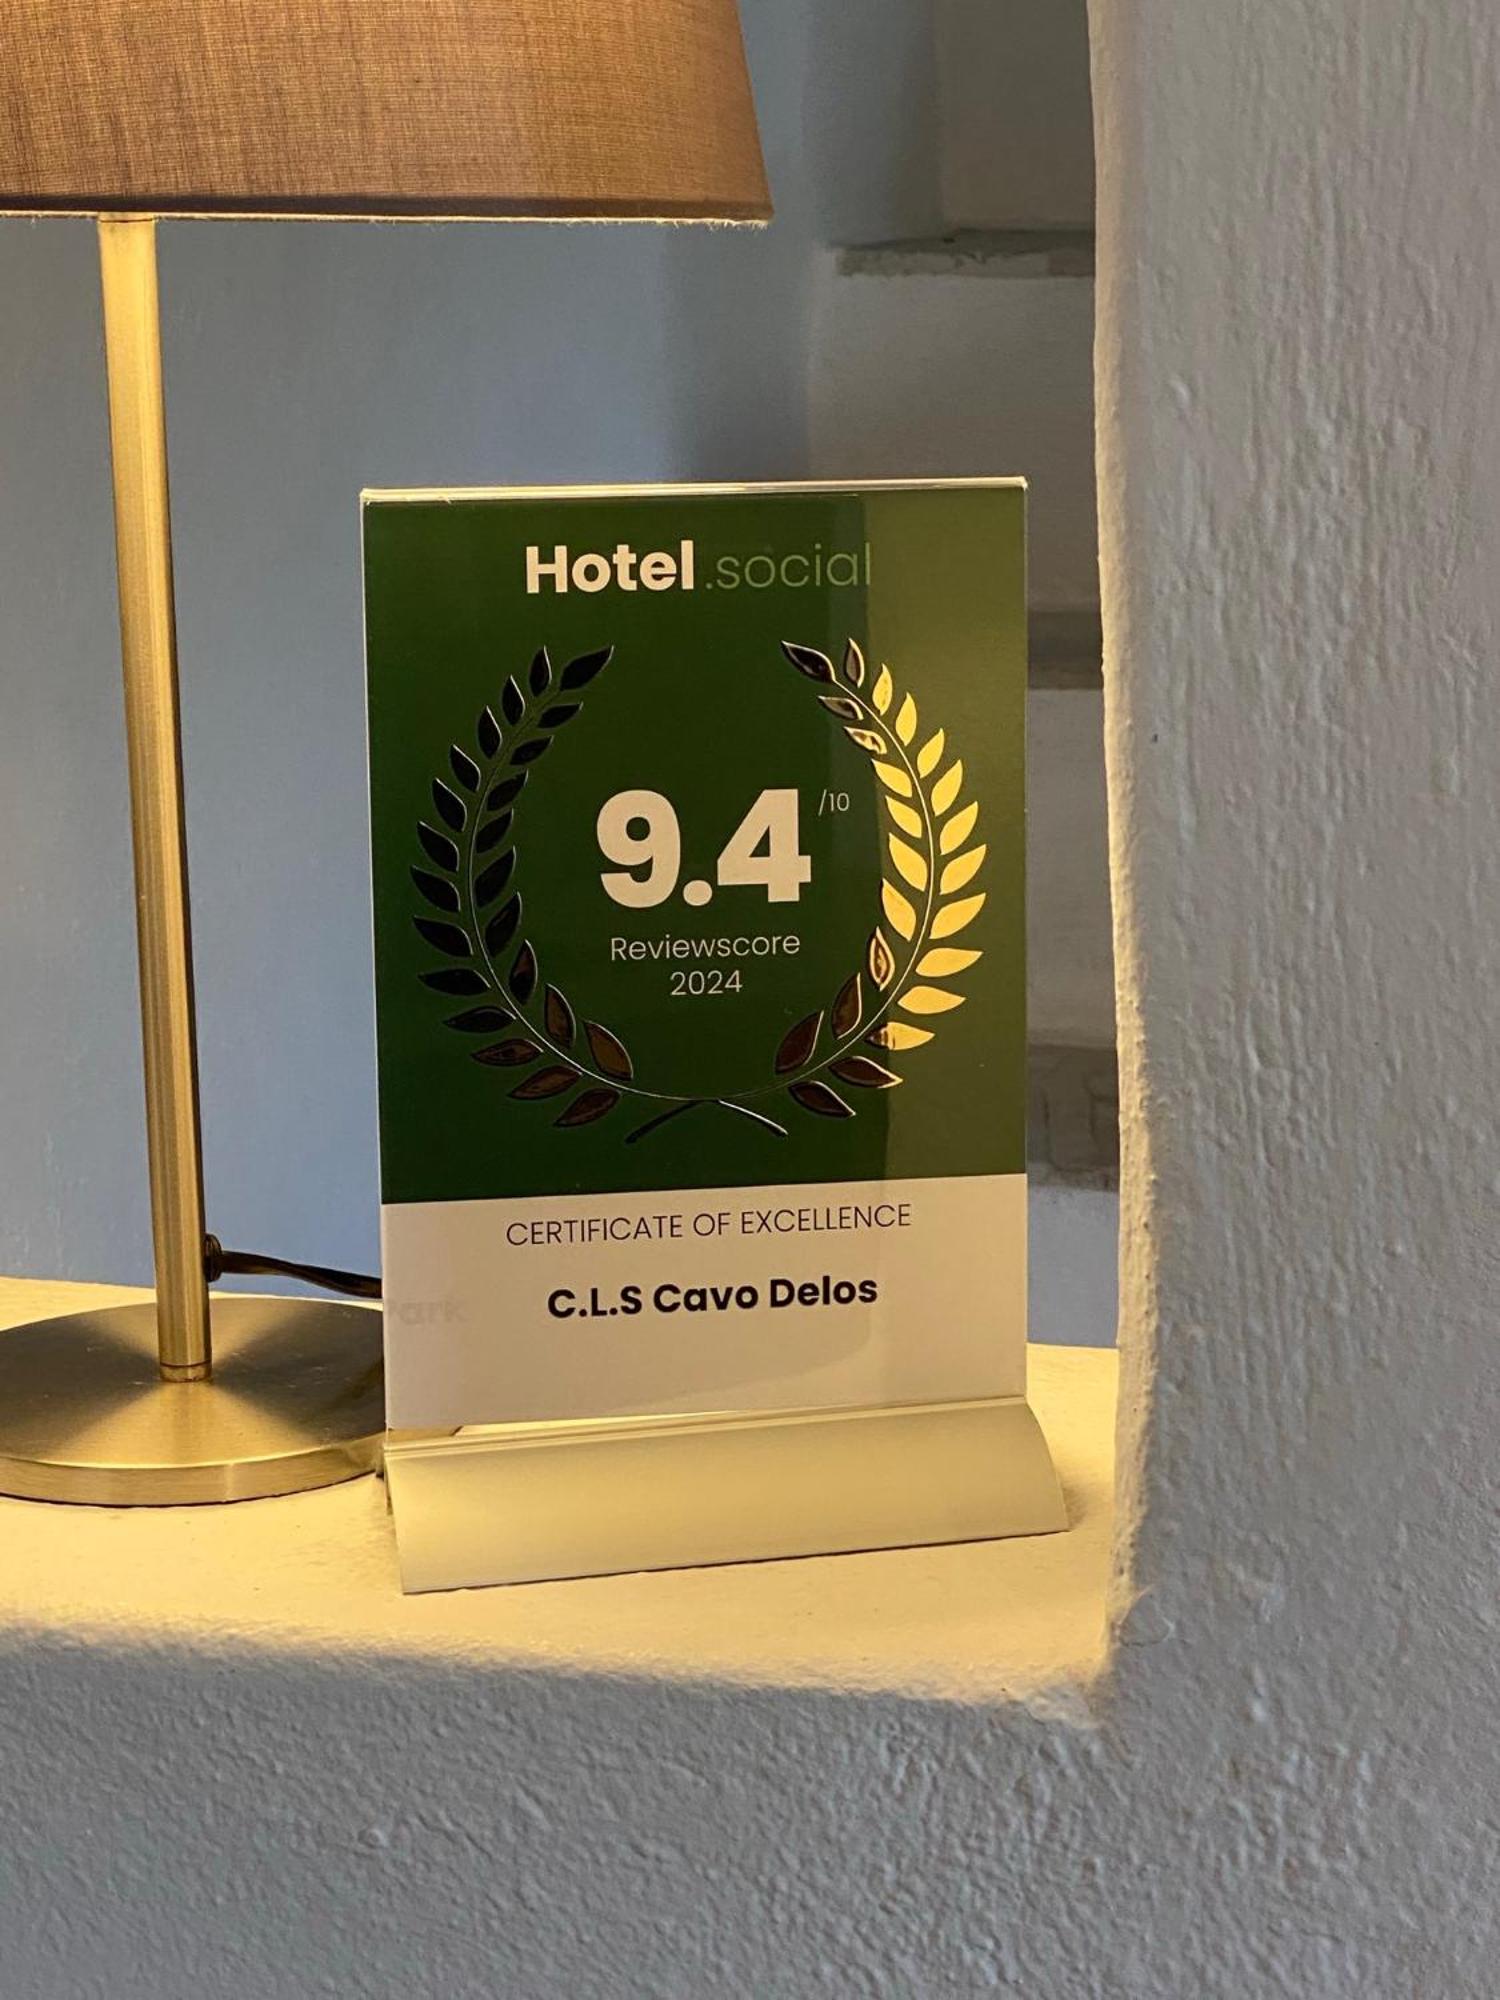 Hotel.social
9.4 /10
Reviewscore
2024
CERTIFICATE OF EXCELLENCE
C.L.S Cavo Delos